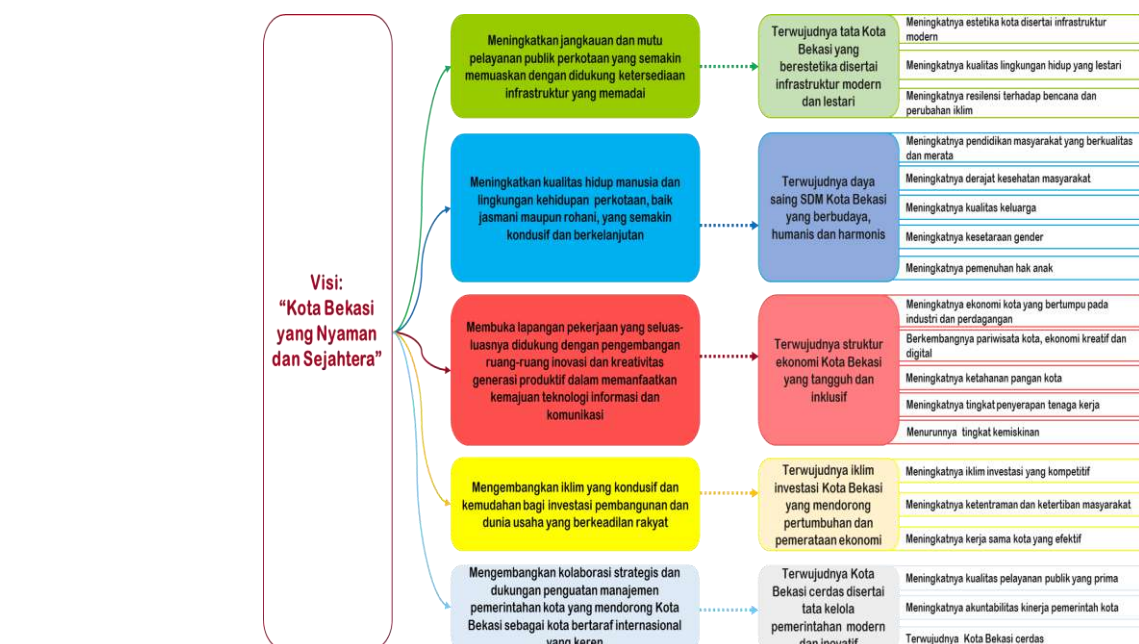 Visi:
“Kota Bekasi
yang Nyaman
dan Sejahtera”
Meningkatkan jangkauan dan mutu
pelayanan publik perkotaan yang semakin
memuaskan dengan didukung ketersediaan
infrastruktur yang memadai
Terwujudnya tata Kota
Bekasi yang
berestetika disertai
infrastruktur modern
dan lestari
Meningkatnya estetika kota disertai infrastruktur
modern
Meningkatnya kualitas lingkungan hidup yang lestari
Meningkatnya resilensi terhadap bencana dan
perubahan iklim
Meningkatkan kualitas hidup manusia dan
lingkungan kehidupan perkotaan, baik
jasmani maupun rohani, yang semakin
kondusif dan berkelanjutan
Terwujudnya daya
saing SDM Kota Bekasi
yang berbudaya,
humanis dan harmonis
Meningkatnya pendidikan masyarakat yang berkualitas
dan merata
Meningkatnya derajat kesehatan masyarakat
Meningkatnya kualitas keluarga
Meningkatnya kesetaraan gender
Meningkatnya pemenuhan hak anak
Membuka lapangan pekerjaan yang seluas-
luasnya didukung dengan pengembangan
ruang-ruang inovasi dan kreativitas
generasi produktif dalam memanfaatkan
kemajuan teknologi informasi dan
komunikasi
Terwujudnya struktur
ekonomi Kota Bekasi
yang tangguh dan
inklusif
Meningkatnya ekonomi kota yang bertumpu pada
industri dan perdagangan
Berkembangnya pariwisata kota, ekonomi kreatif dan
digital
Meningkatnya ketahanan pangan kota
Meningkatnya tingkat penyerapan tenaga kerja
Menurunnya tingkat kemiskinan
Mengembangkan iklim yang kondusif dan
kemudahan bagi investasi pembangunan dan
dunia usaha yang berkeadilan rakyat
Terwujudnya iklim
investasi Kota Bekasi
yang mendorong
pertumbuhan dan
pemerataan ekonomi
Meningkatnya iklim investasi yang kompetitif
Meningkatnya ketentraman dan ketertiban masyarakat
Meningkatnya kerja sama kota yang efektif
Mengembangkan kolaborasi strategis dan
dukungan penguatan manajemen
pemerintahan kota yang mendorong Kota
Bekasi sebagai kota bertaraf internasional
yang keren
Terwujudnya Kota
Bekasi cerdas disertai
tata kelola
pemerintahan modern
dan inovatif
Meningkatnya kualitas pelayanan publik yang prima
Meningkatnya akuntabilitas kinerja pemerintah kota
Terwujudnya Kota Bekasi cerdas